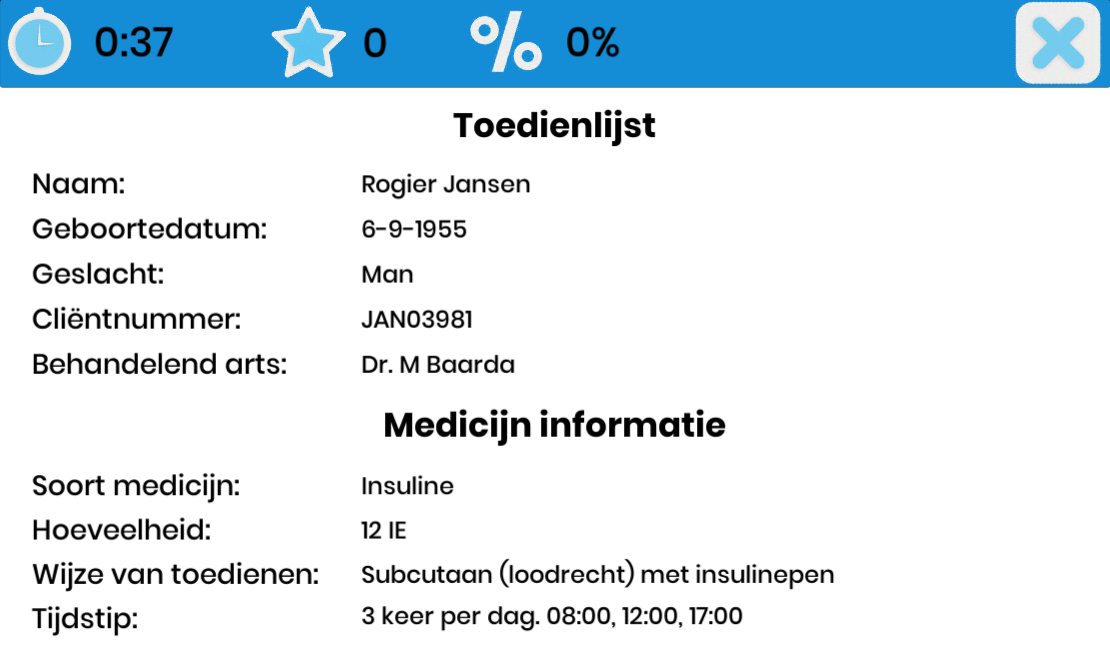 0:37 0 0%
Toedienlijst
Naam: Rogier Jansen
Geboortedatum: 6-9-1955
Geslacht: Man
Cliëntnummer: JAN03981
Behandelend arts: Dr. M Baarda
Medicijn informatie
Soort medicijn: Insuline
Hoeveelheid: 12 IE
Wijze van toedienen: Subcutaan (loodrecht) met insulinepen
Tijdstip: 3 keer per dag. 08:00, 12:00, 17:00